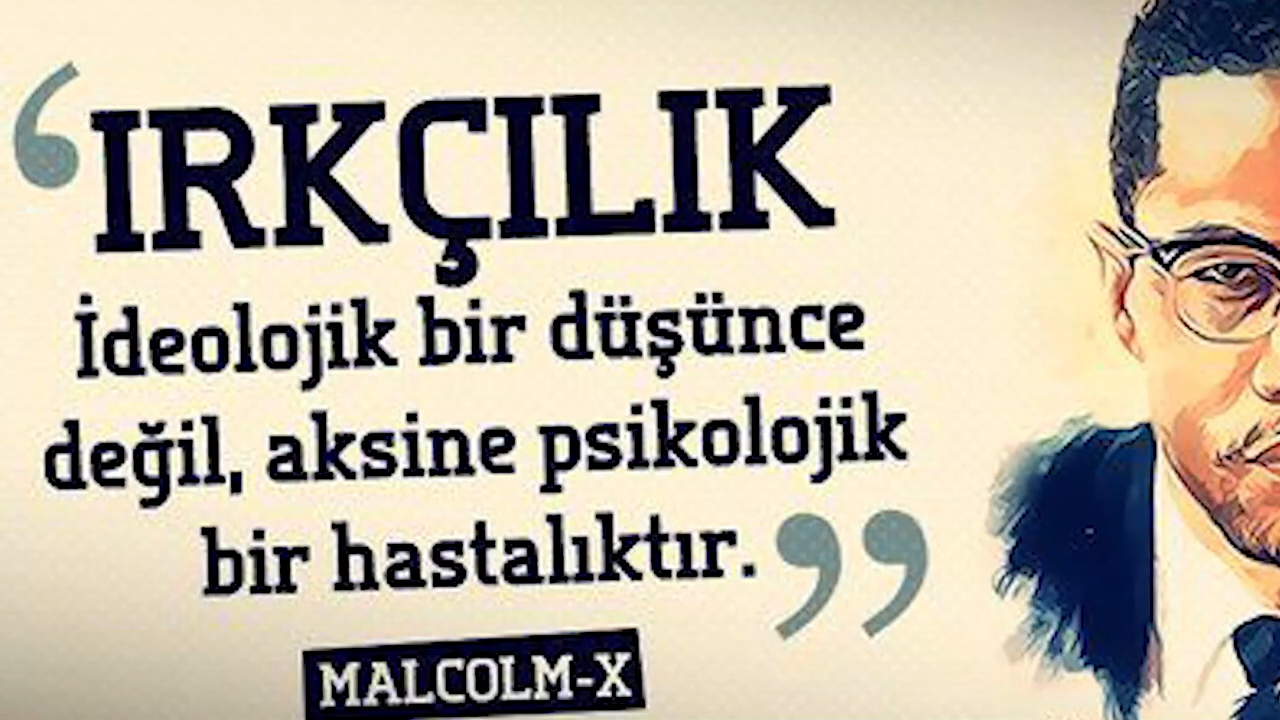 ‘IRKÇILIK
İdeolojik bir düşünce
değil, aksine psikolojik
bir hastalıktır.”
MALCOLM-X